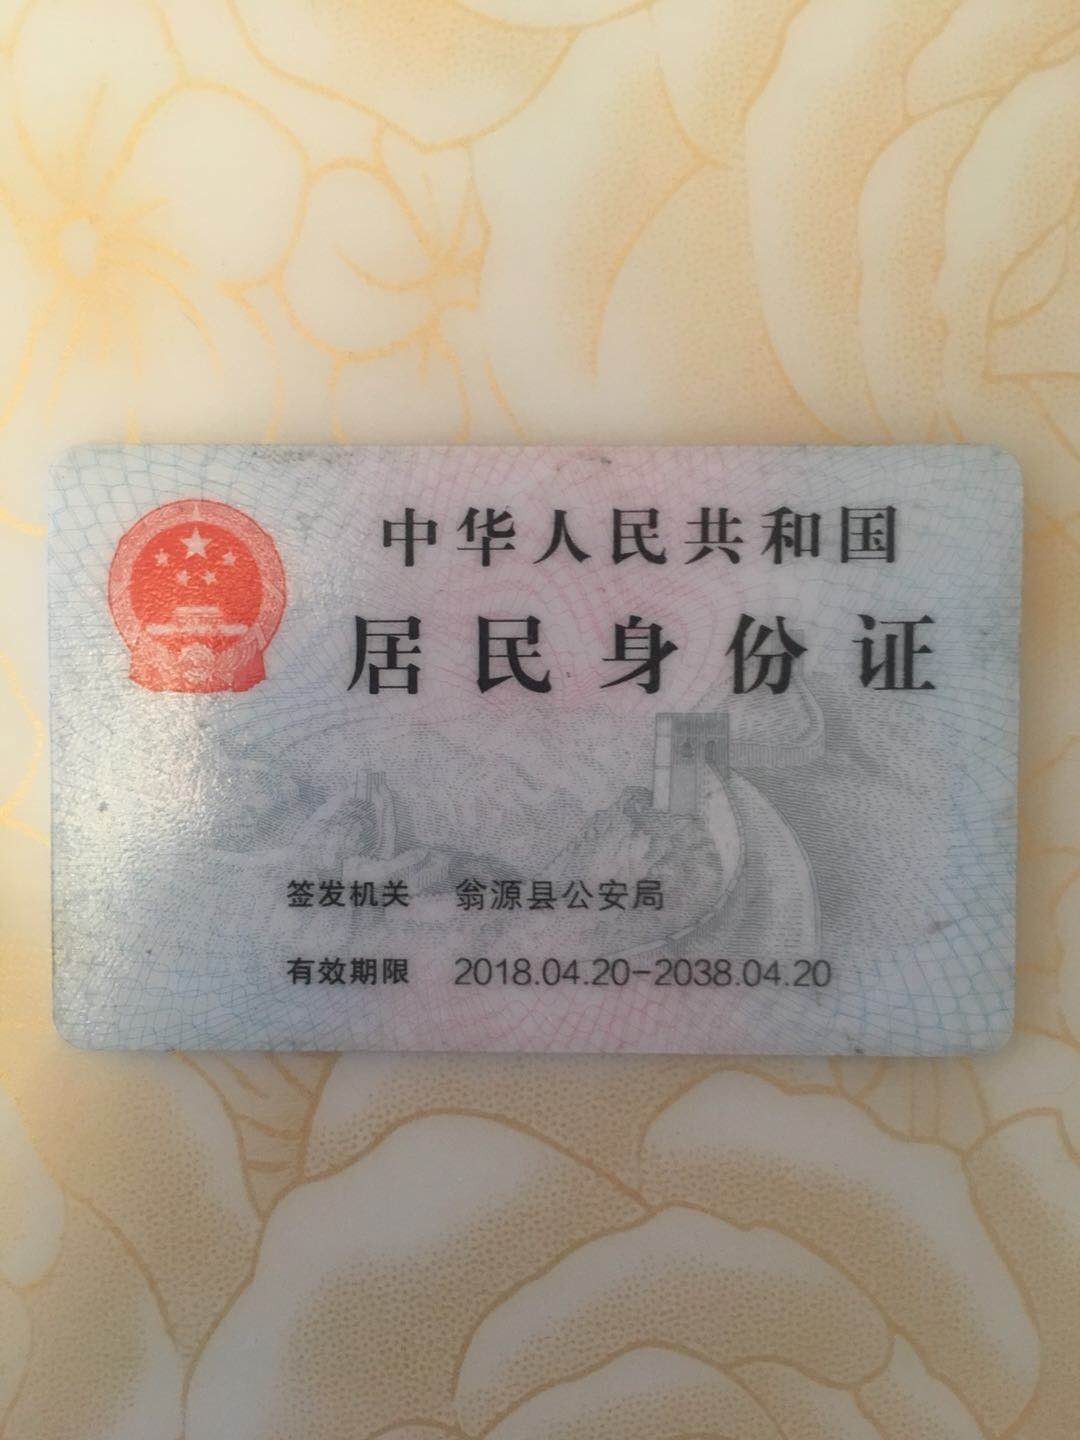 中华人民共和国
居民身份证
签发机关 翁源县公安局
有效期限 2018.04.20-2038.04.20